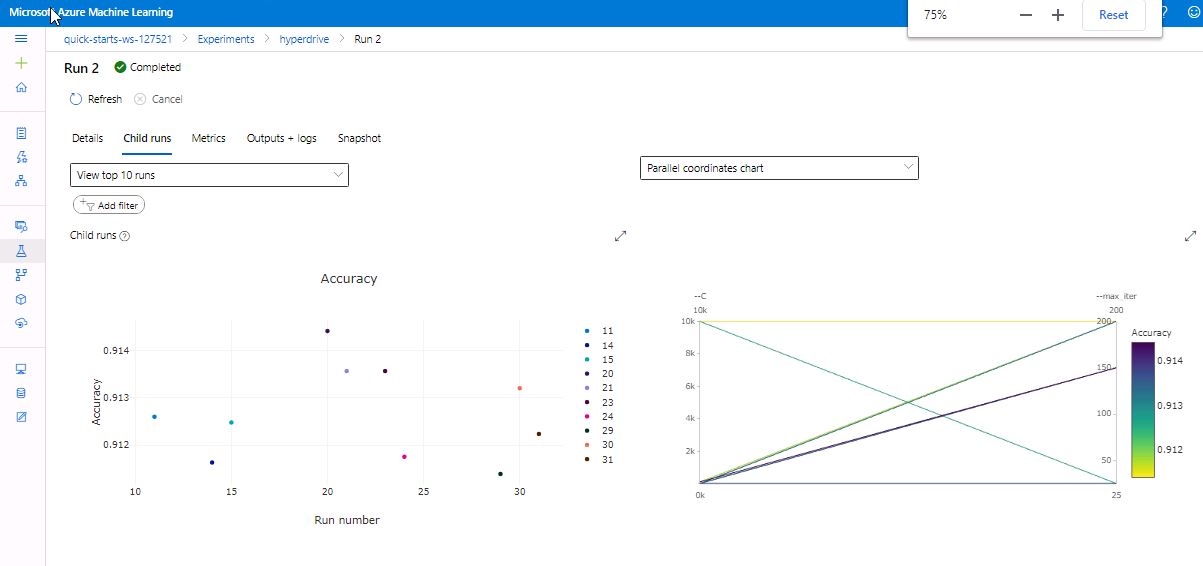 Microsoft Azure Machine Learning
75%
Reset
?
quick-starts-ws-127521 > Experiments > hyperdrive > Run 2
Run 2 Completed
Refresh Cancel
Details Child runs Metrics Outputs + logs Snapshot
View top 10 runs
Parallel coordinates chart
Add filter
Child runs ?
Accuracy
0.914
0.913
0.912
Accuracy
10 15 20 25 30
Run number
11
14
15
20
21
23
24
29
30
31
--C
10k
--max_iter
200
10k
8k
6k
4k
2k
0k
200
150
100
50
25
Accuracy
0.914
0.913
0.912